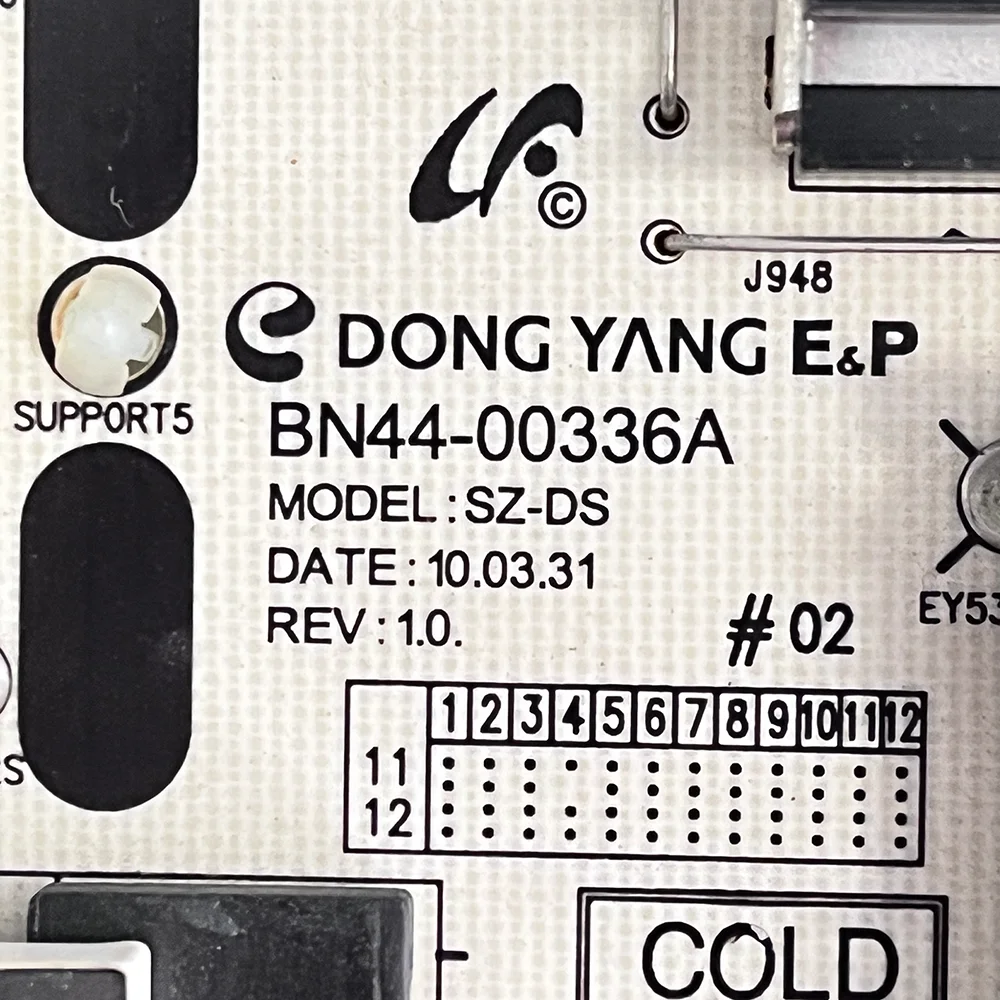 ©
J948
DONG YANG E&P
SUPPORT5
BN44-00336A
MODEL : SZ-DS
DATE : 10.03.31
REV : 1.0.
# 02
1 2 3 4 5 6 7 8 9 10 11 12
11
12
COLD